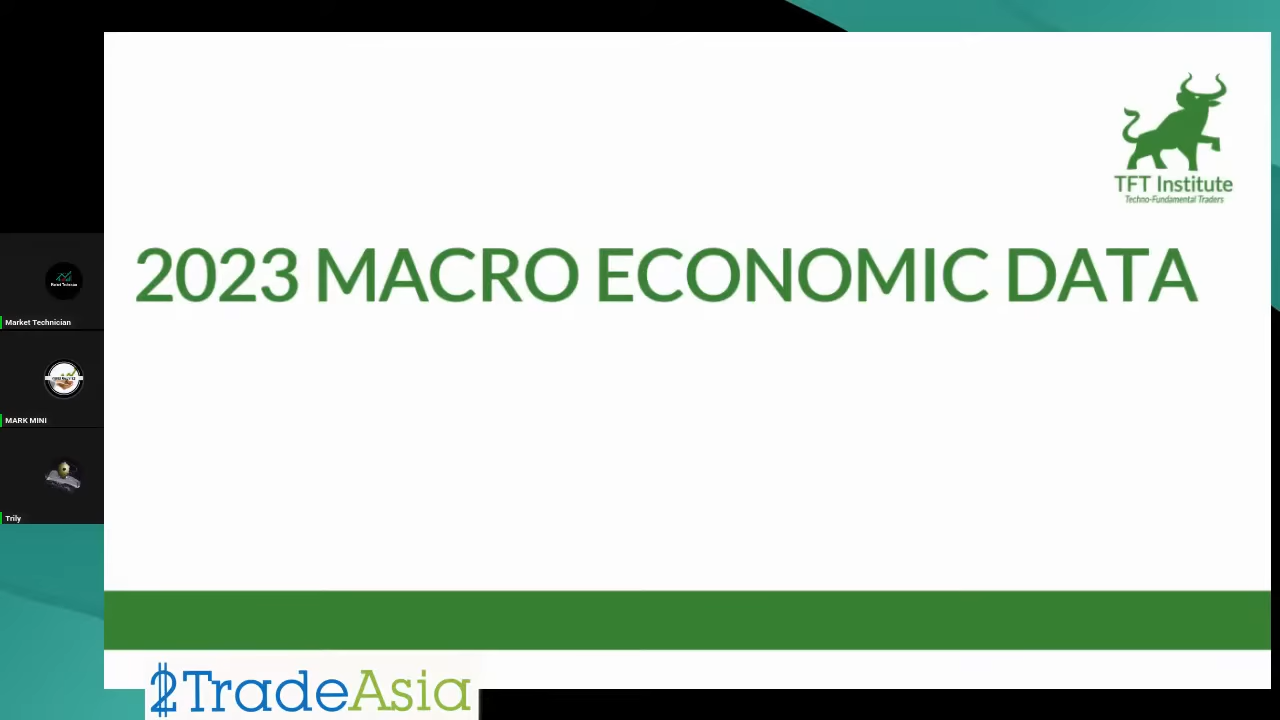 TFT Institute
Techno-Fundamental Traders
2023 MACRO ECONOMIC DATA
Market Technician
MARK MINI
Trily
2TradeAsia